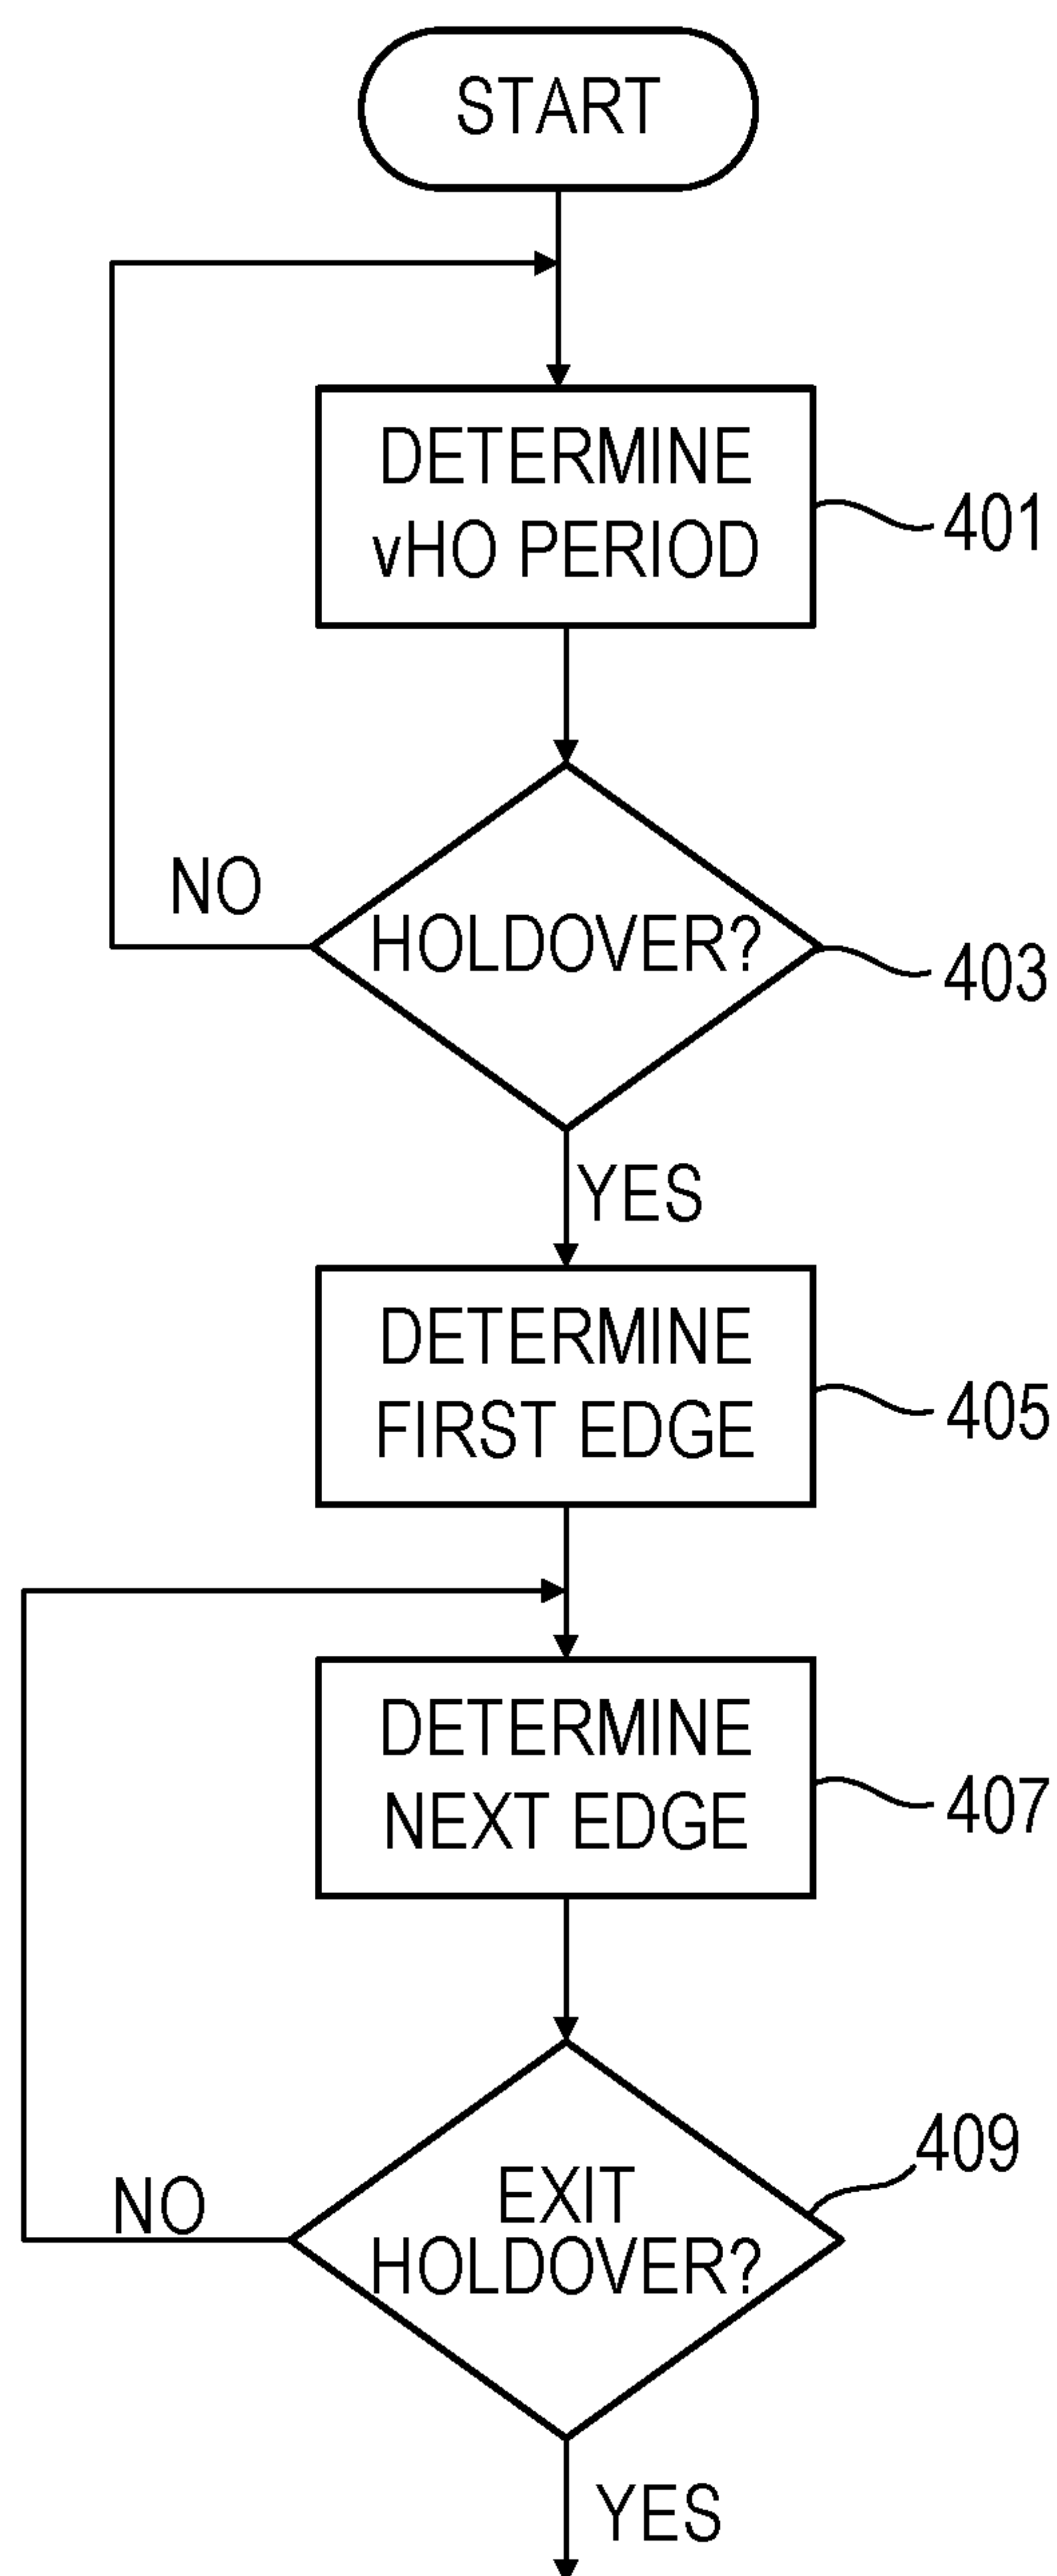 START
DETERMINE
vHO PERIOD
401
NO
HOLDOVER?
403
YES
DETERMINE
FIRST EDGE
405
DETERMINE
NEXT EDGE
407
409
NO
EXIT
HOLDOVER?
YES